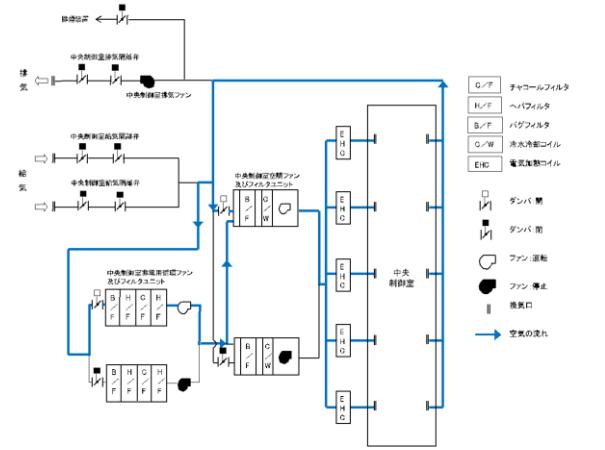 排煙装置
中央制御室排気隔離弁
排
気
中央制御室排気ファン
中央制御室給気隔離弁
給
気
中央制御室給気隔離弁
中央制御室空調ファン
及びフィルタユニット
B/F
C/W
中央制御室非常用循環ファン
及びフィルタユニット
B/F
H/F
C/F
H/F
B/F
H/F
C/F
H/F
B/F
C/W
EHC
EHC
EHC
EHC
EHC
中央
制御室
C/F チャコールフィルタ
H/F ヘパフィルタ
B/F バグフィルタ
C/W 冷水冷却コイル
EHC 電気加熱コイル
ダンパ:開
ダンパ:閉
ファン:運転
ファン:停止
換気口
空気の流れ